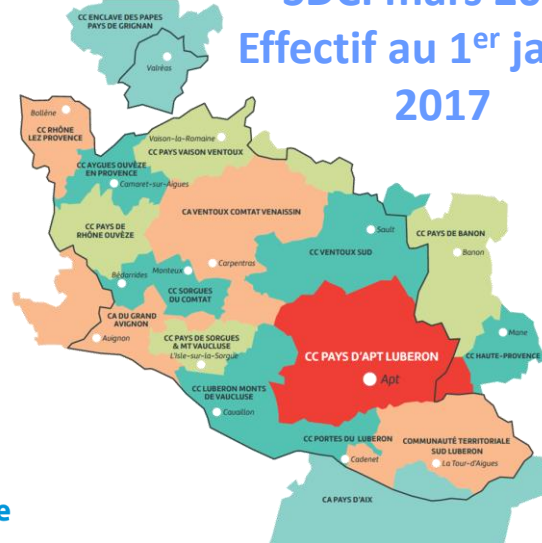 Effectif au 1er ja
2017
CC ENCLAVE DES PAPES
PAYS DE GRIGNAN
Valréas
Bollène
CC RHÔNE
LEZ PROVENCE
Vaison-la-Romaine
CC PAYS VAISON VENTOUX
CC AYGUES OUVÈZE
EN PROVENCE
Camaret-sur-Aigues
CA VENTOUX COMTAT VENAISSIN
CC PAYS DE
RHÔNE OUVÈZE
Sault
CC PAYS DE BANON
Banon
CC VENTOUX SUD
Bédarrides
Monteux
Carpentras
CC SORGUES
DU COMTAT
CA DU GRAND
AVIGNON
Avignon
CC PAYS DE SORGUES
& MT VAUCLUSE
L'Isle-sur-la-Sorgue
Mane
CC HAUTE-PROVENCE
CC PAYS D'APT LUBERON
Apt
CC LUBERON MONTS
DE VAUCLUSE
Cavaillon
CC PORTES DU LUBERON
Cadenet
COMMUNAUTÉ TERRITORIALE
SUD LUBERON
La Tour-d'Aigues
CA PAYS D'AIX
e